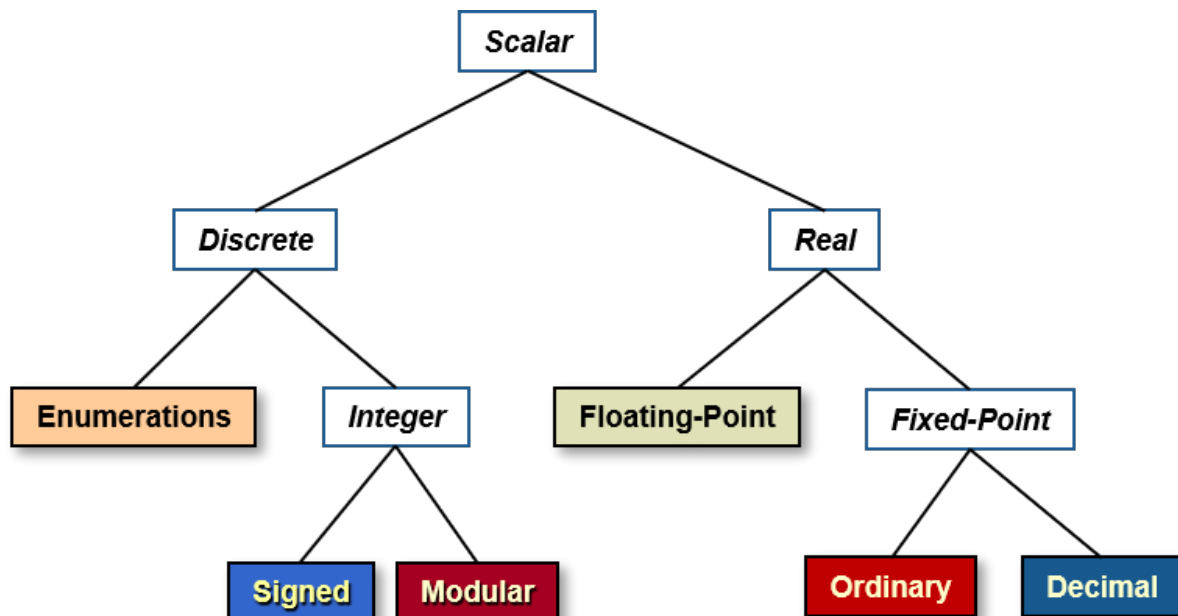 Scalar
Discrete
Real
Enumerations
Integer
Floating-Point
Fixed-Point
Signed
Modular
Ordinary
Decimal